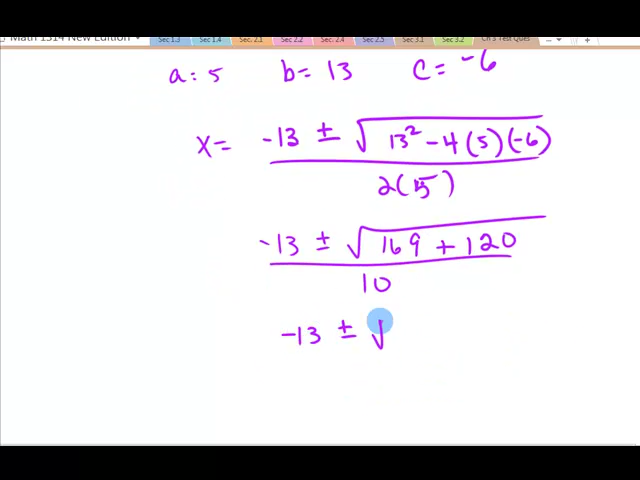 Math 1314 New Edition
Sec 1.3 Sec 1.4 Sec. 2.1 Sec. 2.2 Sec. 2.4 Sec 2.5 Sec 3.1 Sec 3.2 Ch 3 Test Ques ... +
a = 5 b = 13 c = -6
x = -13 ± √13² - 4(5)(-6)
2(5)
-13 ± √169 + 120
10
-13 ± √